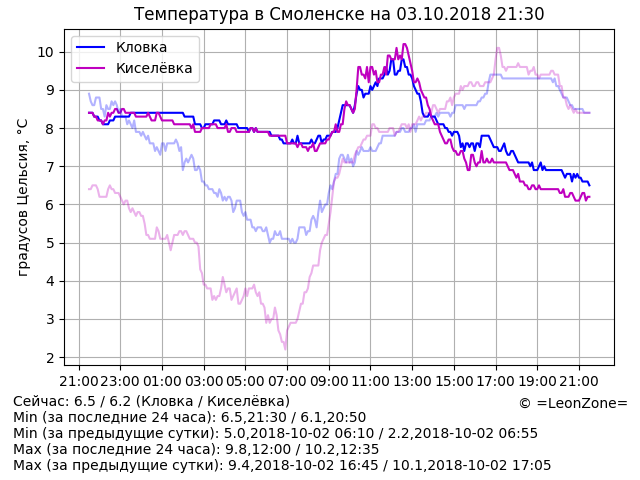 Температура в Смоленске на 03.10.2018 21:30
Кловка
Киселёвка
градусов Цельсия, °C
10
9
8
7
6
5
4
3
2
21:00 23:00 01:00 03:00 05:00 07:00 09:00 11:00 13:00 15:00 17:00 19:00 21:00
Сейчас: 6.5 / 6.2 (Кловка / Киселёвка)
© =LeonZone=
Min (за последние 24 часа): 6.5,21:30 / 6.1,20:50
Min (за предыдущие сутки): 5.0,2018-10-02 06:10 / 2.2,2018-10-02 06:55
Max (за последние 24 часа): 9.8,12:00 / 10.2,12:35
Max (за предыдущие сутки): 9.4,2018-10-02 16:45 / 10.1,2018-10-02 17:05